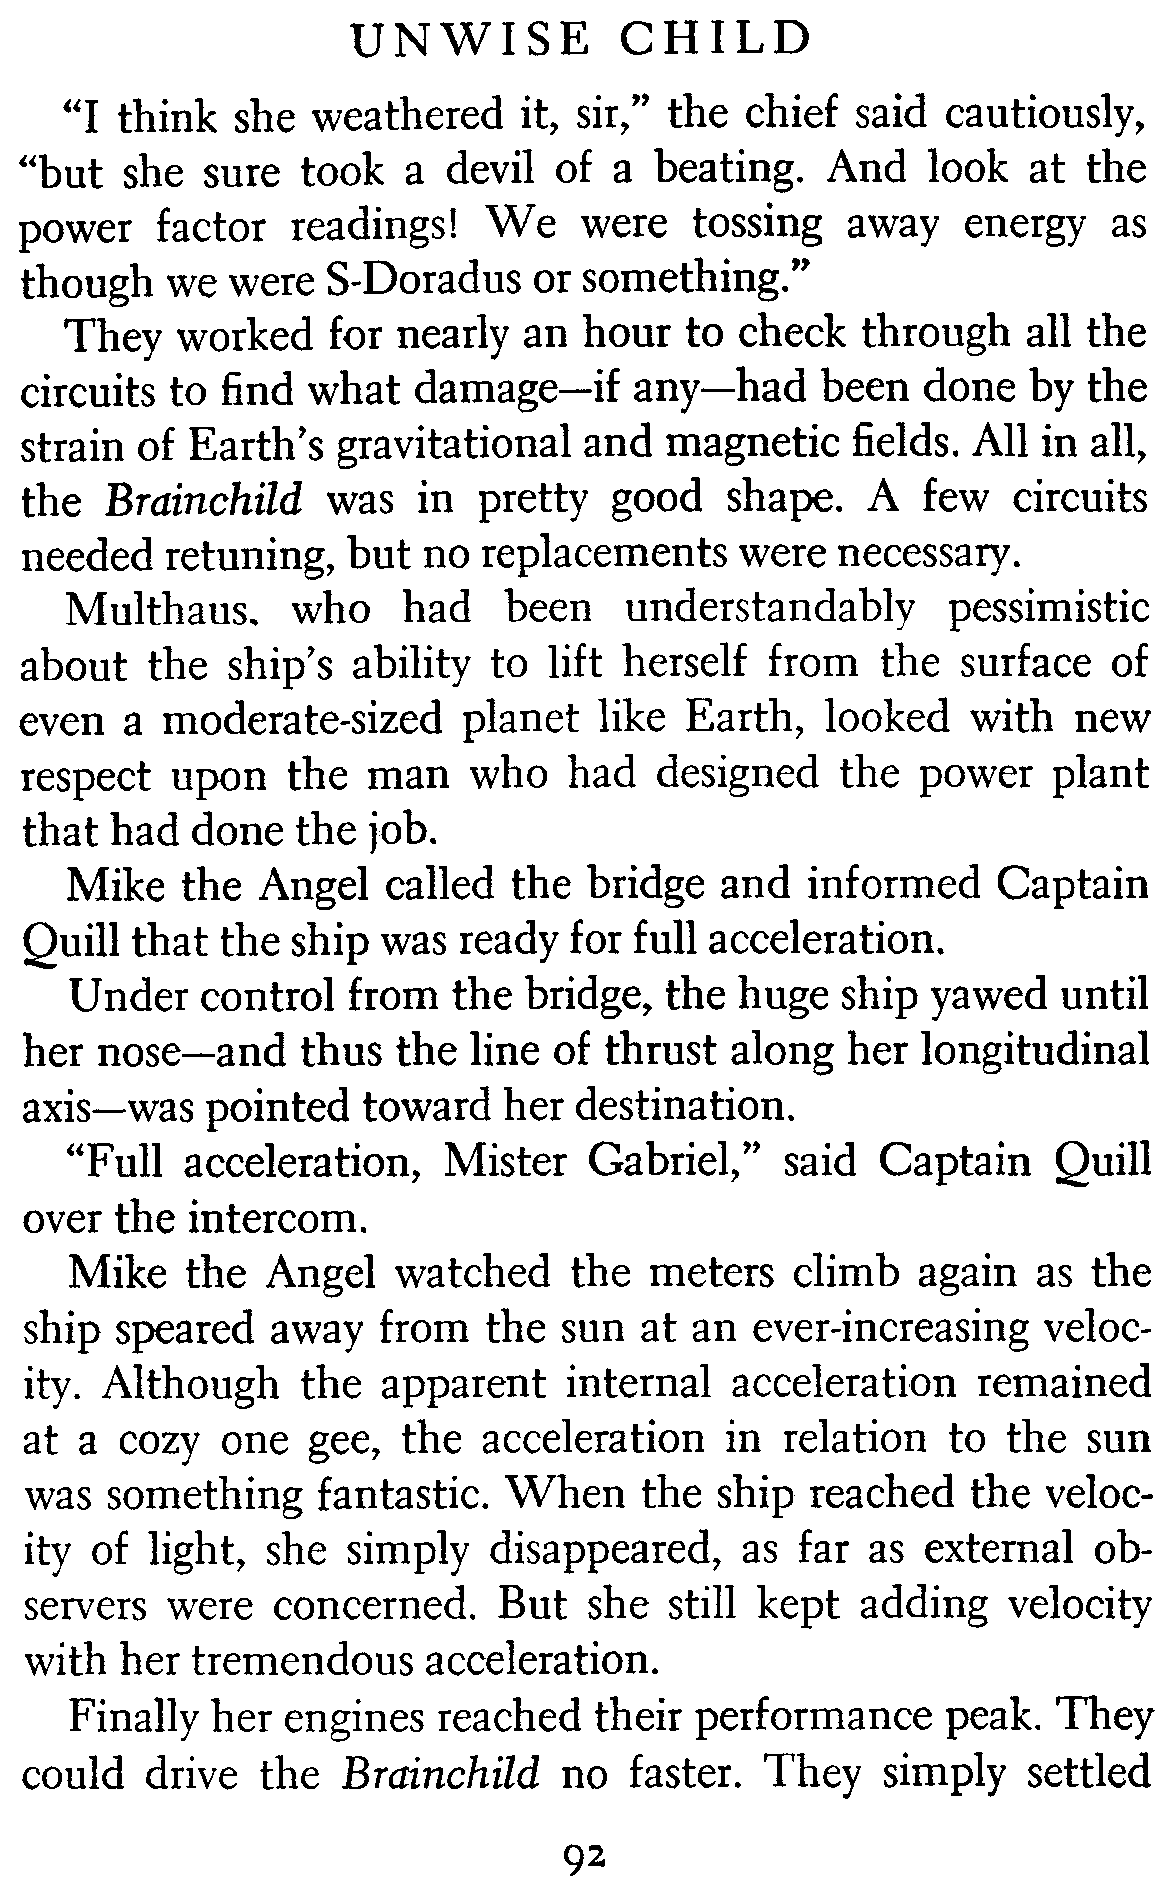 UNWISE CHILD
“I think she weathered it, sir,” the chief said cautiously,
“but she sure took a devil of a beating. And look at the
power factor readings! We were tossing away energy as
though we were S-Doradus or something.”
They worked for nearly an hour to check through all the
circuits to find what damage—if any—had been done by the
strain of Earth’s gravitational and magnetic fields. All in all,
the Brainchild was in pretty good shape. A few circuits
needed retuning, but no replacements were necessary.
Multhaus. who had been understandably pessimistic
about the ship’s ability to lift herself from the surface of
even a moderate-sized planet like Earth, looked with new
respect upon the man who had designed the power plant
that had done the job.
Mike the Angel called the bridge and informed Captain
Quill that the ship was ready for full acceleration.
Under control from the bridge, the huge ship yawed until
her nose—and thus the line of thrust along her longitudinal
axis—was pointed toward her destination.
“Full acceleration, Mister Gabriel,” said Captain Quill
over the intercom.
Mike the Angel watched the meters climb again as the
ship speared away from the sun at an ever-increasing veloc-
ity. Although the apparent internal acceleration remained
at a cozy one gee, the acceleration in relation to the sun
was something fantastic. When the ship reached the veloc-
ity of light, she simply disappeared, as far as external ob-
servers were concerned. But she still kept adding velocity
with her tremendous acceleration.
Finally her engines reached their performance peak. They
could drive the Brainchild no faster. They simply settled
92